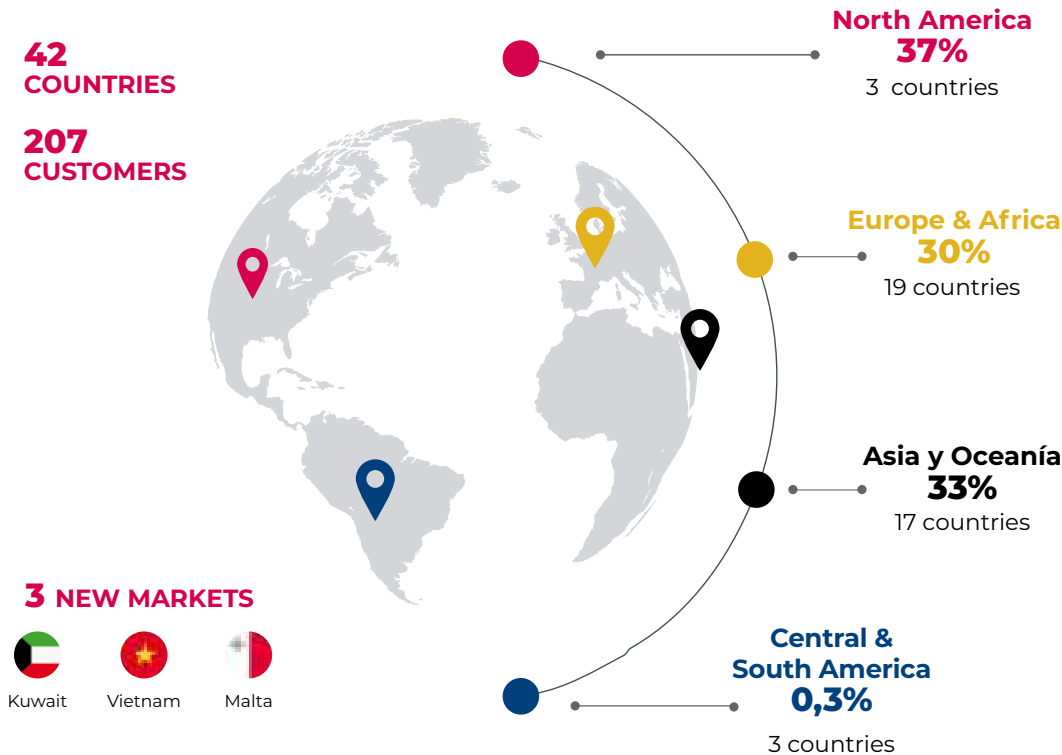 42
COUNTRIES
207
CUSTOMERS
North America
37%
3 countries
Europe & Africa
30%
19 countries
Asia y Oceanía
33%
17 countries
Central &
South America
0,3%
3 countries
3 NEW MARKETS
Kuwait
Vietnam
Malta